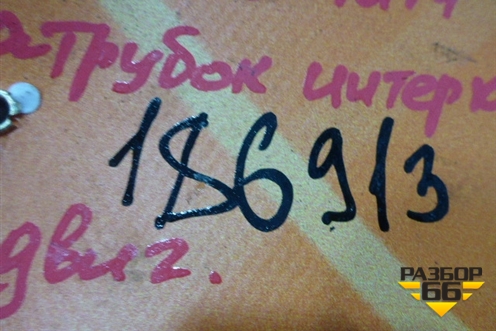 Патрубок интерк
186913
двиг.
РАЗБОР
66